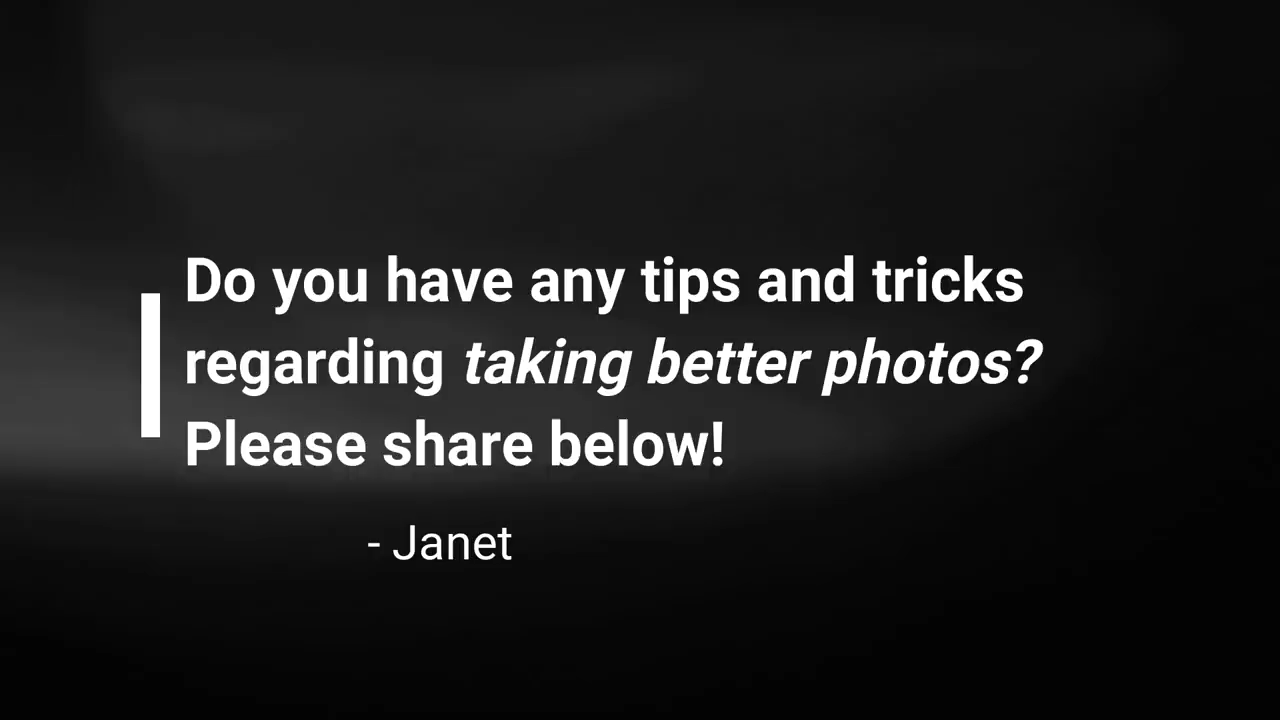 Do you have any tips and tricks
regarding taking better photos?
Please share below!
- Janet